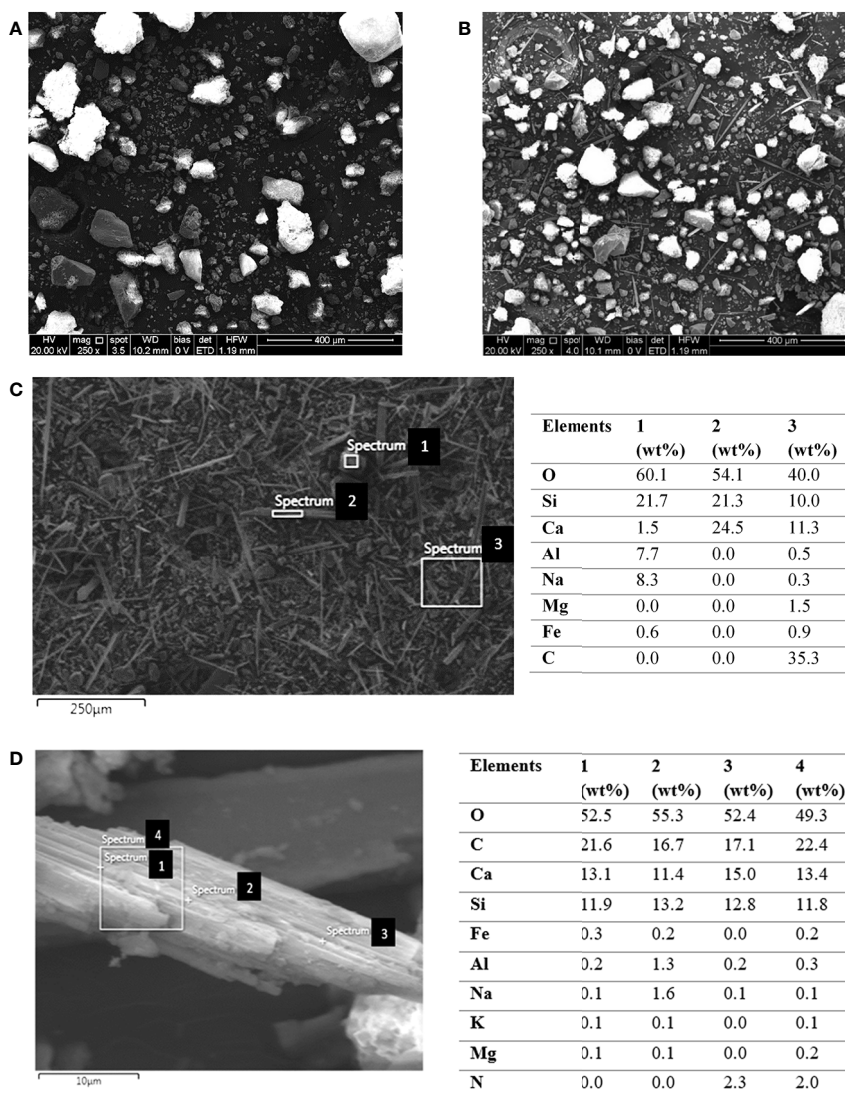 A
B
HV mag □ spot WD bias det HFW
20.00 kV 250 x 3.5 10.2 mm 0 V ETD 1.19 mm
400 µm
HV mag □ spot WD bias det HFW
20.00 kV 250 x 4.0 10.1 mm 0 V ETD 1.19 mm
400 µm
C
Spectrum 1
Spectrum 2
Spectrum 3
250µm
Elements 1 2 3
(wt%) (wt%) (wt%)
O 60.1 54.1 40.0
Si 21.7 21.3 10.0
Ca 1.5 24.5 11.3
Al 7.7 0.0 0.5
Na 8.3 0.0 0.3
Mg 0.0 0.0 1.5
Fe 0.6 0.0 0.9
C 0.0 0.0 35.3
D
Spectrum 4
Spectrum 1
Spectrum 2
Spectrum 3
10µm
Elements 1 2 3 4
(wt%) (wt%) (wt%) (wt%)
O 52.5 55.3 52.4 49.3
C 21.6 16.7 17.1 22.4
Ca 13.1 11.4 15.0 13.4
Si 11.9 13.2 12.8 11.8
Fe 0.3 0.2 0.0 0.2
Al 0.2 1.3 0.2 0.3
Na 0.1 1.6 0.1 0.1
K 0.1 0.1 0.0 0.1
Mg 0.1 0.1 0.0 0.2
N 0.0 0.0 2.3 2.0